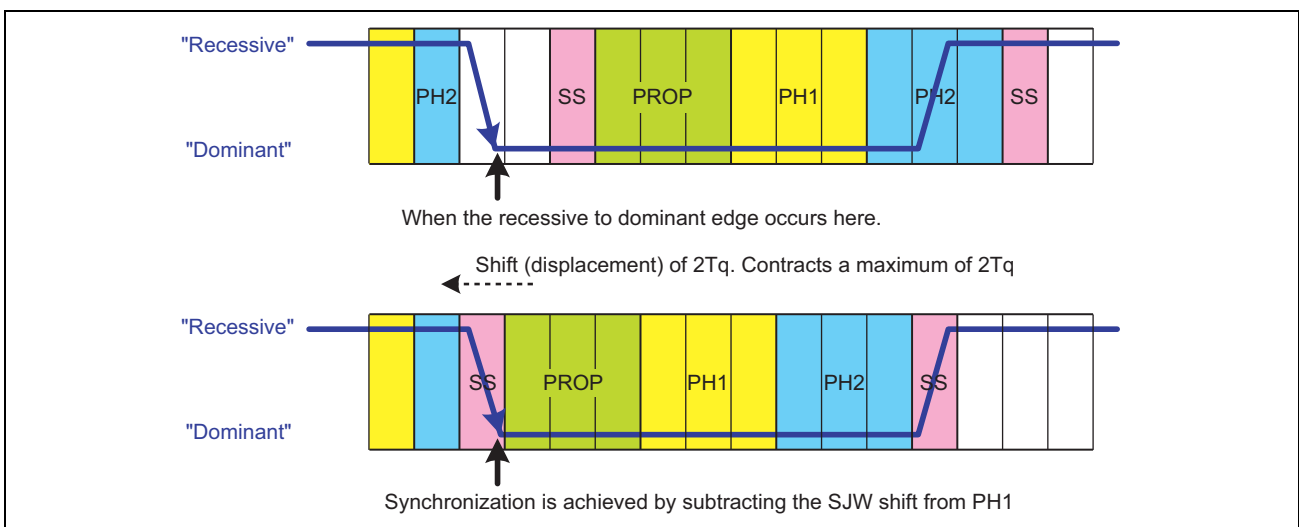 "Recessive"
PH2 SS PROP PH1 PH2 SS
"Dominant"
When the recessive to dominant edge occurs here.
Shift (displacement) of 2Tq. Contracts a maximum of 2Tq
"Recessive"
SS PROP PH1 PH2 SS
"Dominant"
Synchronization is achieved by subtracting the SJW shift from PH1